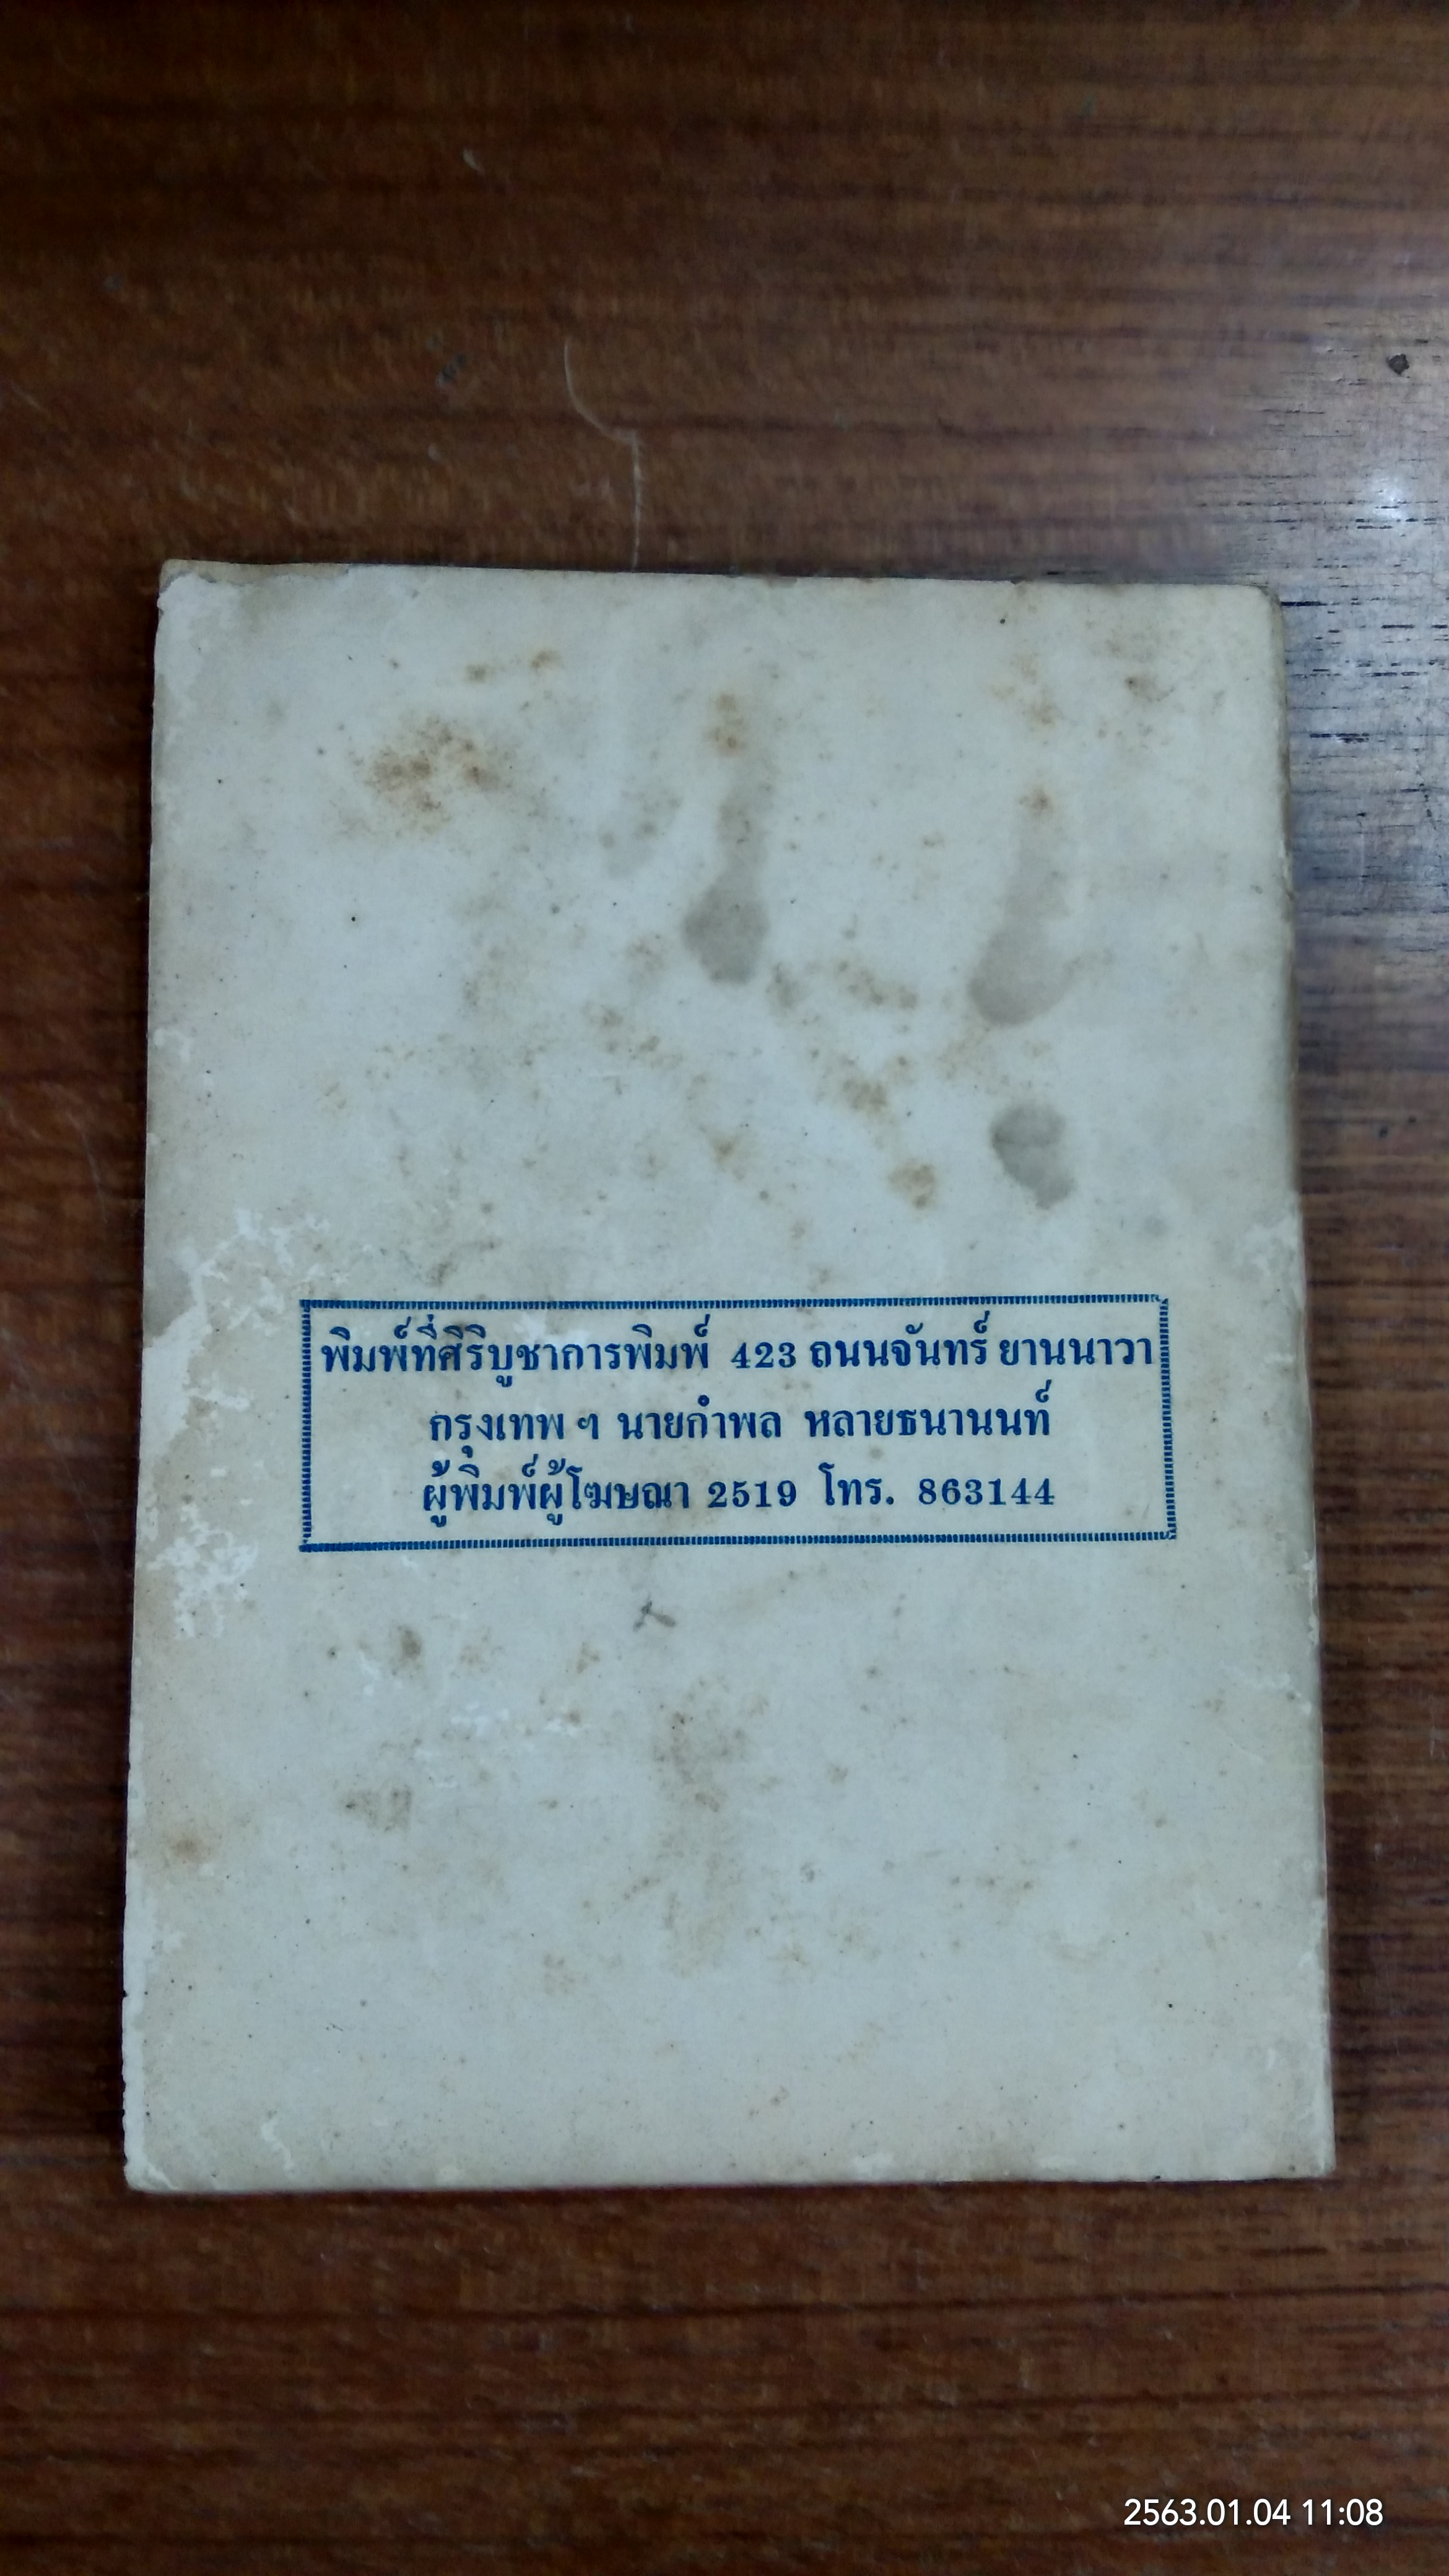 พิมพ์ที่ศิริบูชาการพิมพ์ 423 ถนนจันทร์ ยานนาวา
กรุงเทพ ฯ นายกำพล หลายธนานนท์
ผู้พิมพ์ผู้โฆษณา 2519 โทร. 863144
2563.01.04 11:08